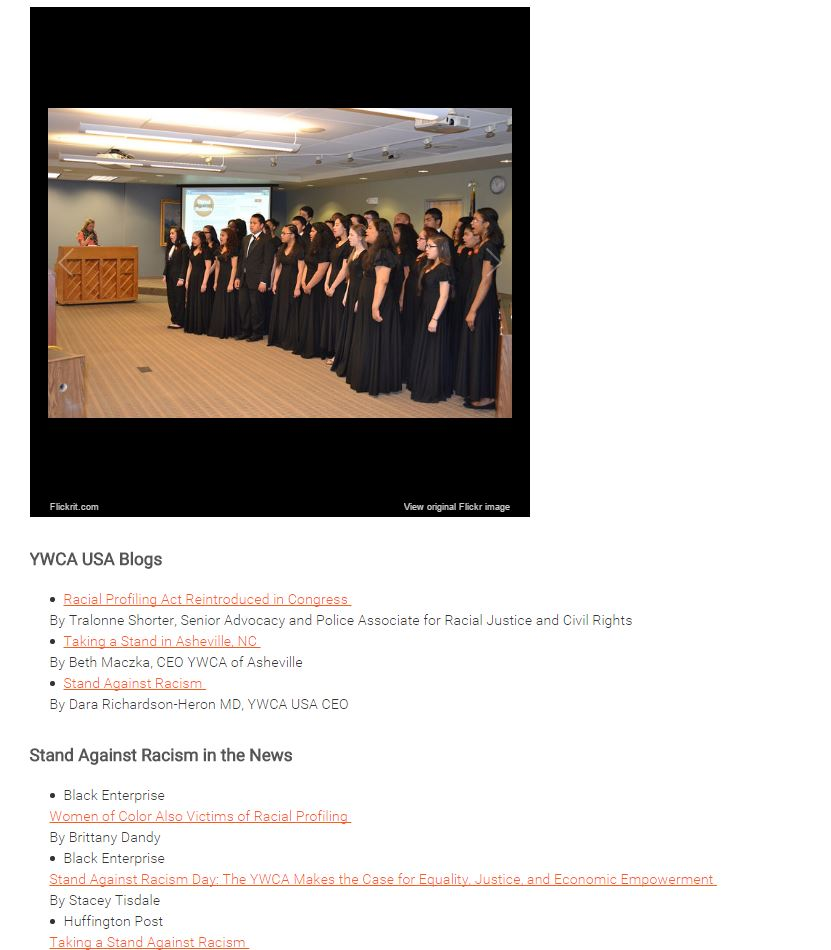 Flickrit.com
View original Flickr image
YWCA USA Blogs
Racial Profiling Act Reintroduced in Congress
By Tralonne Shorter, Senior Advocacy and Police Associate for Racial Justice and Civil Rights
Taking a Stand in Asheville, NC
By Beth Maczka, CEO YWCA of Asheville
Stand Against Racism
By Dara Richardson-Heron MD, YWCA USA CEO
Stand Against Racism in the News
Black Enterprise
Women of Color Also Victims of Racial Profiling
By Brittany Dandy
Black Enterprise
Stand Against Racism Day: The YWCA Makes the Case for Equality, Justice, and Economic Empowerment
By Stacey Tisdale
Huffington Post
Taking a Stand Against Racism